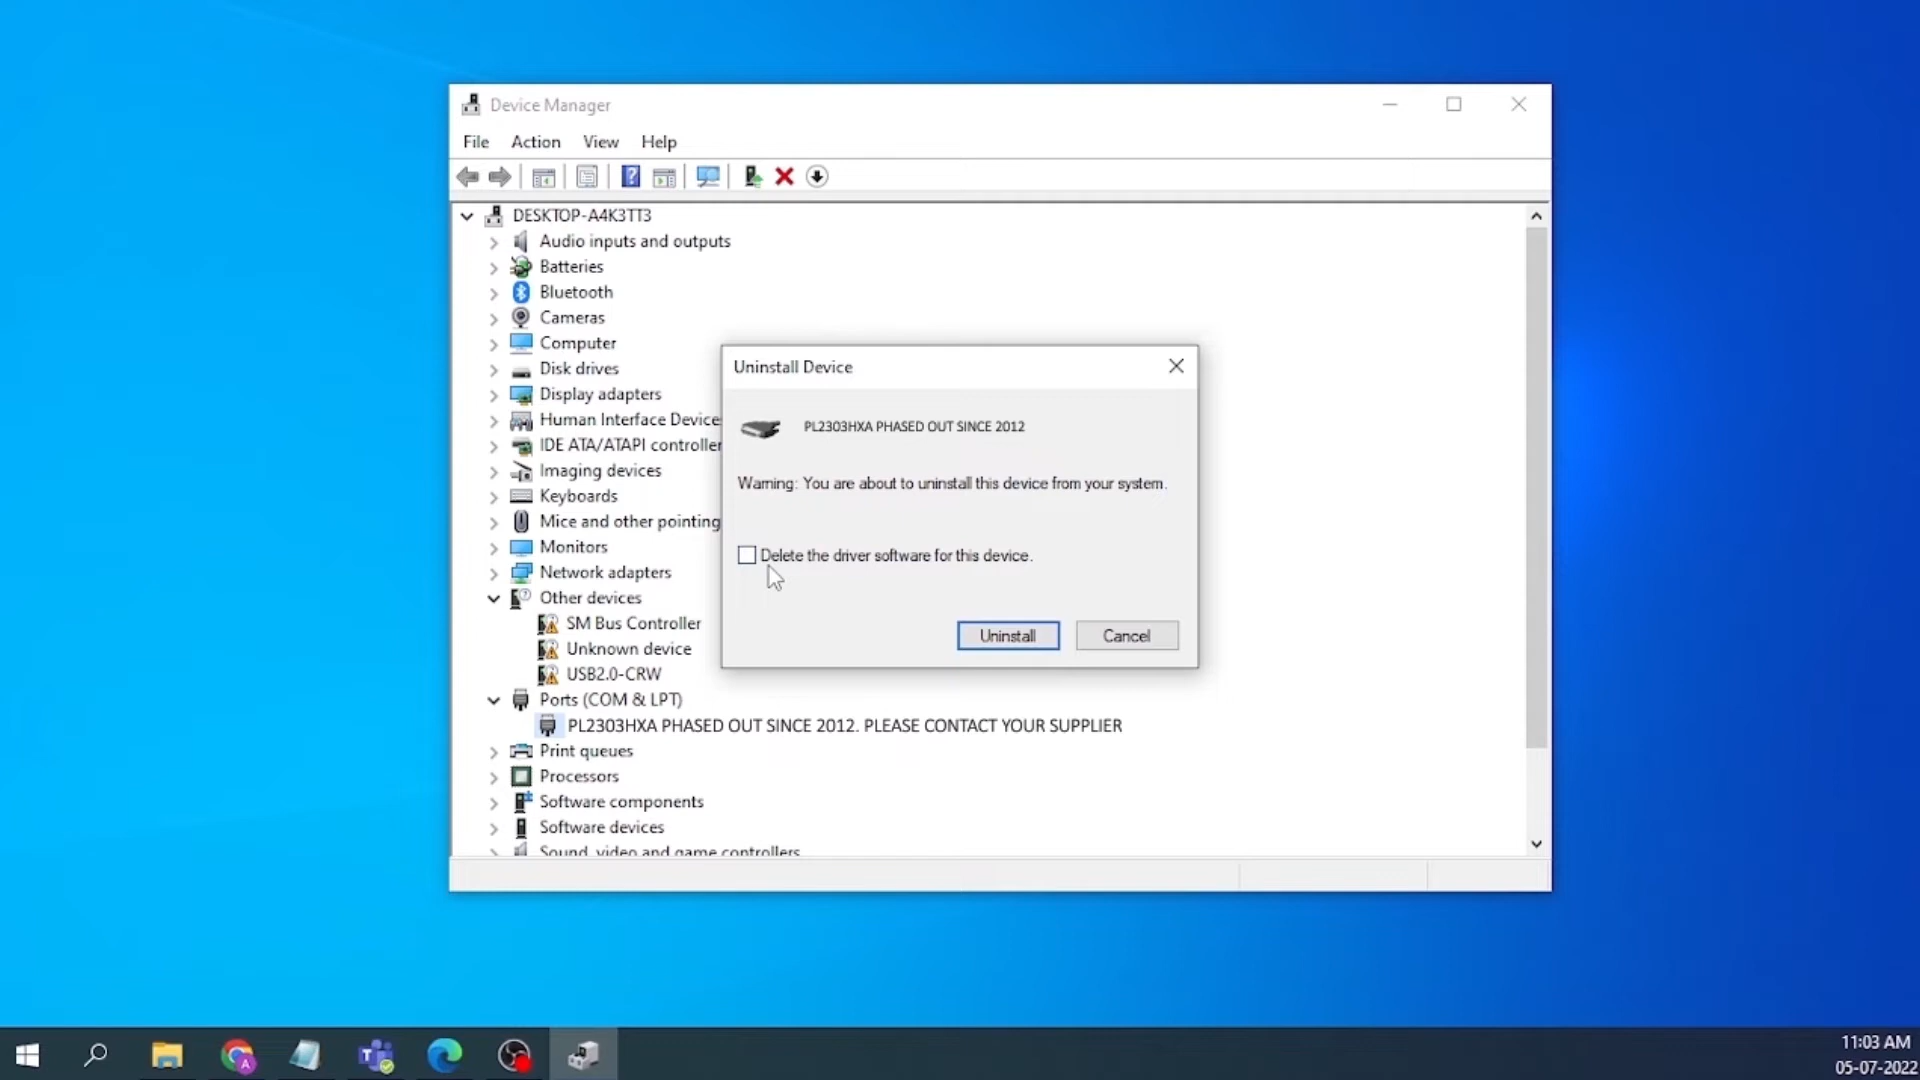 Device Manager
File Action View Help
DESKTOP-A4K3TT3
Audio inputs and outputs
Batteries
Bluetooth
Cameras
Computer
Disk drives
Display adapters
Human Interface Device
IDE ATA/ATAPI controller
Imaging devices
Keyboards
Mice and other pointing
Monitors
Network adapters
Other devices
SM Bus Controller
Unknown device
USB2.0-CRW
Ports (COM & LPT)
PL2303HXA PHASED OUT SINCE 2012. PLEASE CONTACT YOUR SUPPLIER
Print queues
Processors
Software components
Software devices
Sound, video and game controllers
Uninstall Device
PL2303HXA PHASED OUT SINCE 2012
Warning: You are about to uninstall this device from your system.
Delete the driver software for this device.
Uninstall Cancel
11:03 AM
05-07-2022